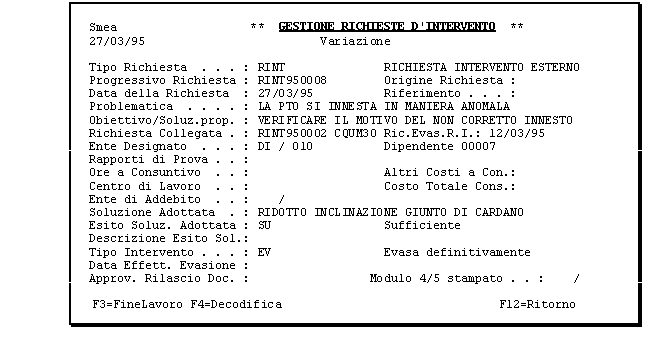 Smea ** GESTIONE RICHIESTE D'INTERVENTO **
27/03/95 Variazione
Tipo Richiesta . . . : RINT RICHIESTA INTERVENTO ESTERNO
Progressivo Richiesta : RINT950008 Origine Richiesta :
Data della Richiesta : 27/03/95 Riferimento . . . :
Problematica . . . . : LA PTO SI INNESTA IN MANIERA ANOMALA
Obiettivo/Soluz.prop. : VERIFICARE IL MOTIVO DEL NON CORRETTO INNESTO
Richiesta Collegata . : RINT950002 CQUM30 Ric.Evas.R.I.: 12/03/95
Ente Designato . . . : DI / 010 Dipendente 00007
Rapporti di Prova . . :
Ore a Consuntivo . . : Altri Costi a Con.:
Centro di Lavoro . . : Costo Totale Cons.:
Ente di Addebito . . : /
Soluzione Adottata . : RIDOTTO INCLINAZIONE GIUNTO DI CARDANO
Esito Soluz. Adottata : SU Sufficiente
Descrizione Esito Sol.:
Tipo Intervento . . . : EV Evasa definitivamente
Data Effett. Evasione :
Approv. Rilascio Doc. : Modulo 4/5 stampato . . : /
F3=FineLavoro F4=Decodifica F12=Ritorno